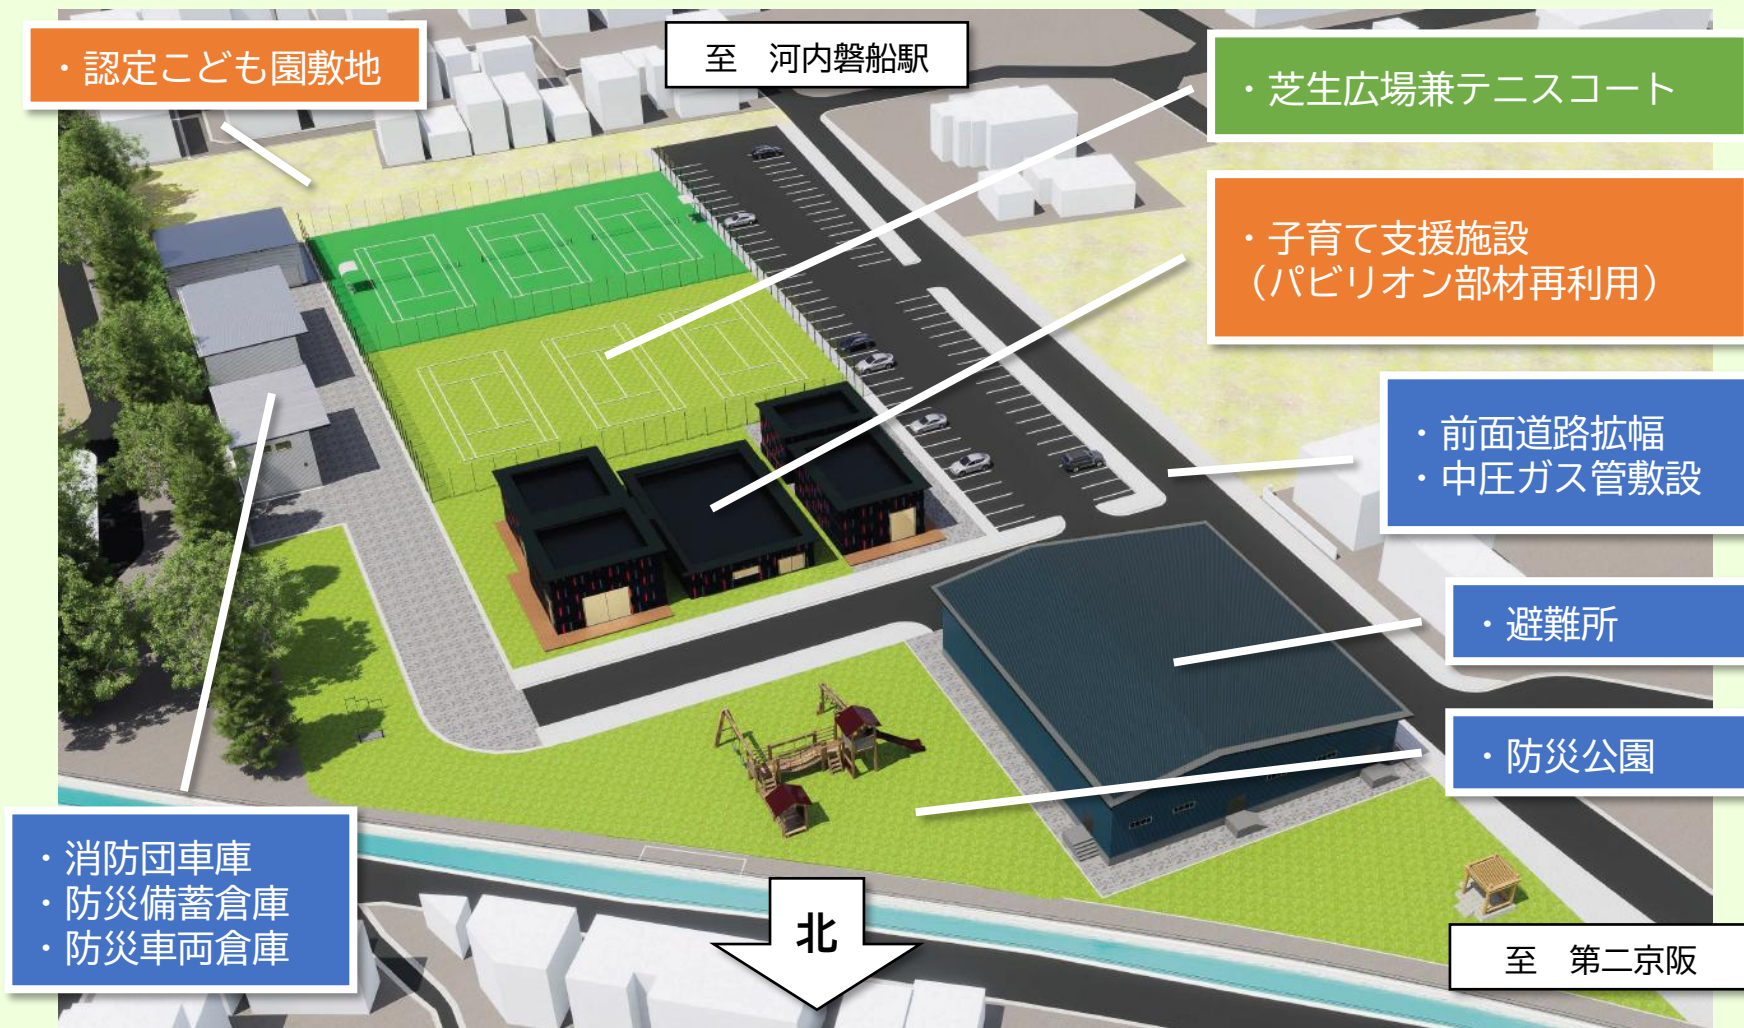 ・認定こども園敷地
至　河内磐船駅
・芝生広場兼テニスコート
・子育て支援施設
（パビリオン部材再利用）
・前面道路拡幅
・中圧ガス管敷設
・避難所
・防災公園
・消防団車庫
・防災備蓄倉庫
・防災車両倉庫
北
至　第二京阪